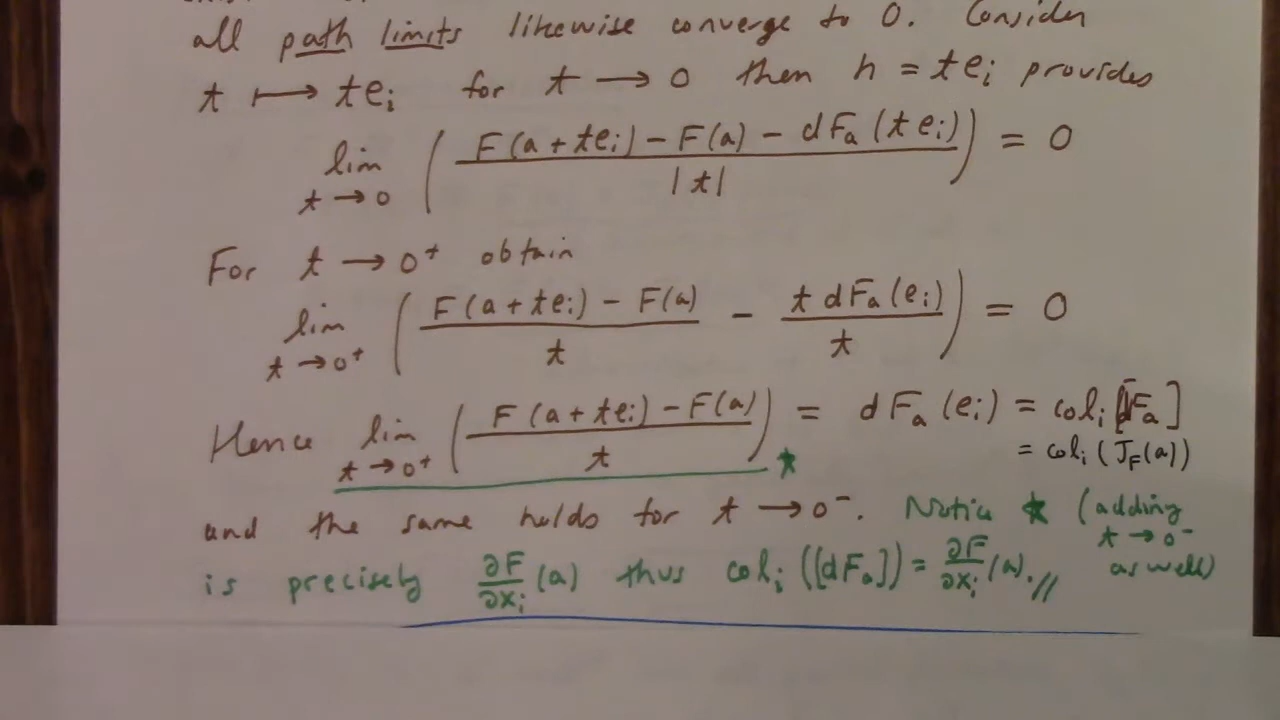 all path limits likewise converge to 0. Consider
t ↦ te_i for t → 0 then h = te_i provides
lim_{t→0} ( (F(a+te_i) − F(a) − dF_a(te_i)) / |t| ) = 0
For t → 0⁺ obtain
lim_{t→0⁺} ( (F(a+te_i) − F(a)) / t − (t dF_a(e_i)) / t ) = 0
Hence lim_{t→0⁺} ( (F(a+te_i) − F(a)) / t ) ★ = dF_a(e_i) = col_i[dF_a]
= col_i(J_F(a))
and the same holds for t → 0⁻. Notice ★ (adding t → 0⁻ as well)
is precisely ∂F/∂x_i (a) thus col_i([dF_a]) = ∂F/∂x_i (a). //